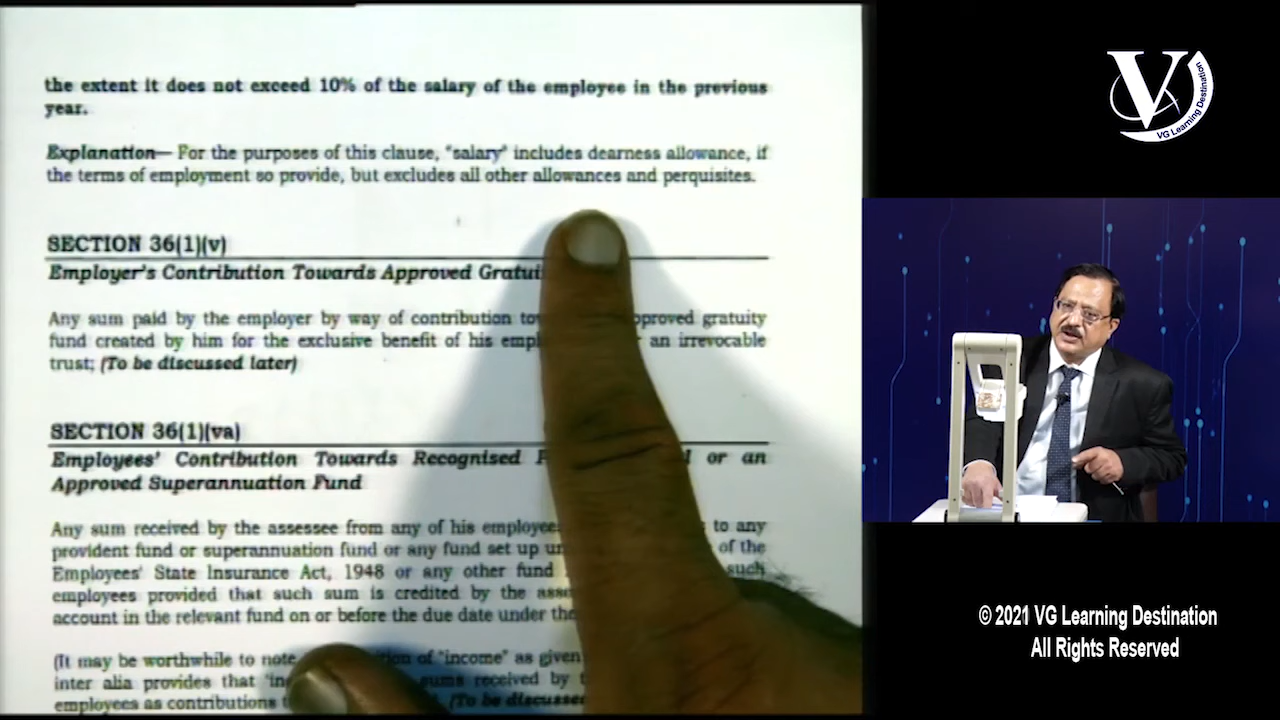 the extent it does not exceed 10% of the salary of the employee in the previous
year.
Explanation— For the purposes of this clause, "salary" includes dearness allowance, if
the terms of employment so provide, but excludes all other allowances and perquisites.
SECTION 36(1)(v)
Employer's Contribution Towards Approved
Any sum paid by the employer by way of contribution gratuity
fund created by him for the exclusive benefit of his an irrevocable
trust; (To be discussed later)
SECTION 36(1)(va)
Employees' Contribution Towards Recognised or an
Approved Superannuation Fund
Any sum received by the assessee from any of his to any
provident fund or superannuation fund or any fund set up of the
Employees' State Insurance Act, 1948 or any other fund such
employees provided that such sum is credited by the
account in the relevant fund on or before the due date under the
(It may be worthwhile to note of "income" as given
inter alia provides that sums received by
employees as contributions (To be
V
VG Learning Destination
© 2021 VG Learning Destination
All Rights Reserved